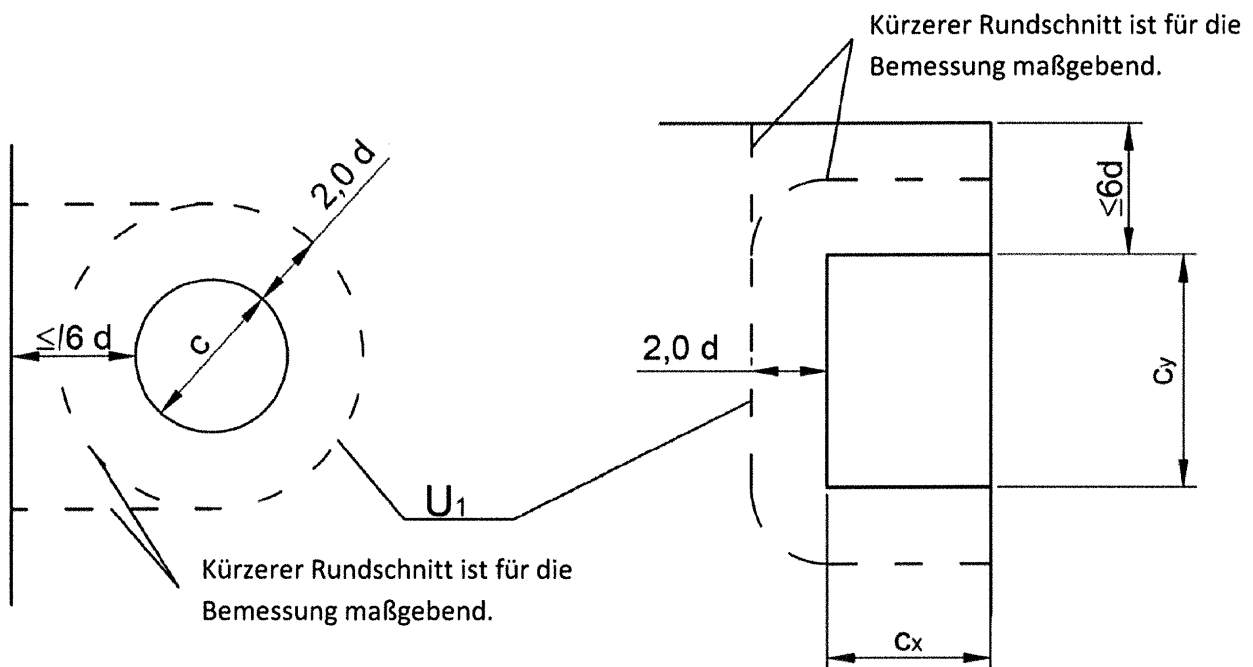 Kürzerer Rundschnitt ist für die
Bemessung maßgebend.
2,0 d
≤6d
≤/6 d
c
2,0 d
cy
U1
Kürzerer Rundschnitt ist für die
Bemessung maßgebend.
cx